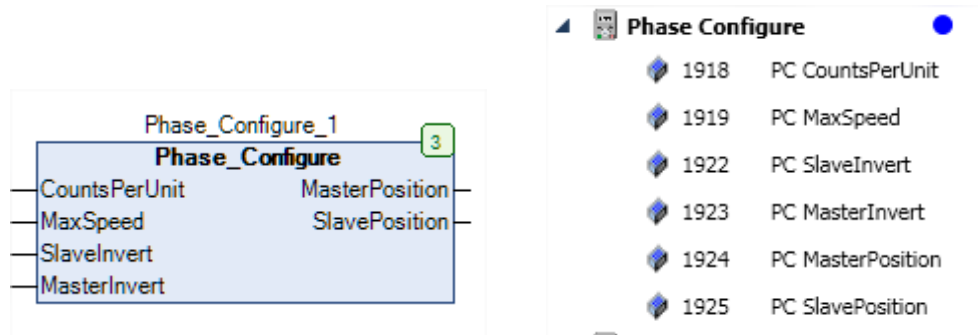 Phase_Configure_1
3
Phase_Configure
CountsPerUnit MasterPosition
MaxSpeed SlavePosition
SlaveInvert
MasterInvert
Phase Configure
1918 PC CountsPerUnit
1919 PC MaxSpeed
1922 PC SlaveInvert
1923 PC MasterInvert
1924 PC MasterPosition
1925 PC SlavePosition